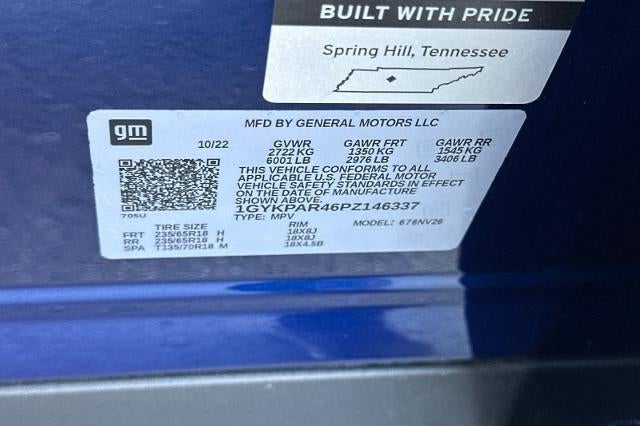 BUILT WITH PRIDE
Spring Hill, Tennessee
gm
MFD BY GENERAL MOTORS LLC
10/22 GVWR GAWR FRT GAWR RR
2722 KG 1350 KG 1545 KG
6001 LB 2976 LB 3406 LB
THIS VEHICLE CONFORMS TO ALL
APPLICABLE U.S. FEDERAL MOTOR
VEHICLE SAFETY STANDARDS IN EFFECT
ON THE DATE OF MANUFACTURE
SHOWN ABOVE.
1GYKPAR46PZ146337
705U
TYPE: MPV MODEL: 676NV26
TIRE SIZE RIM
FRT 235/65R18 H 18X8J
RR 235/65R18 H 18X8J
SPA T135/70R18 M 18X4.5B